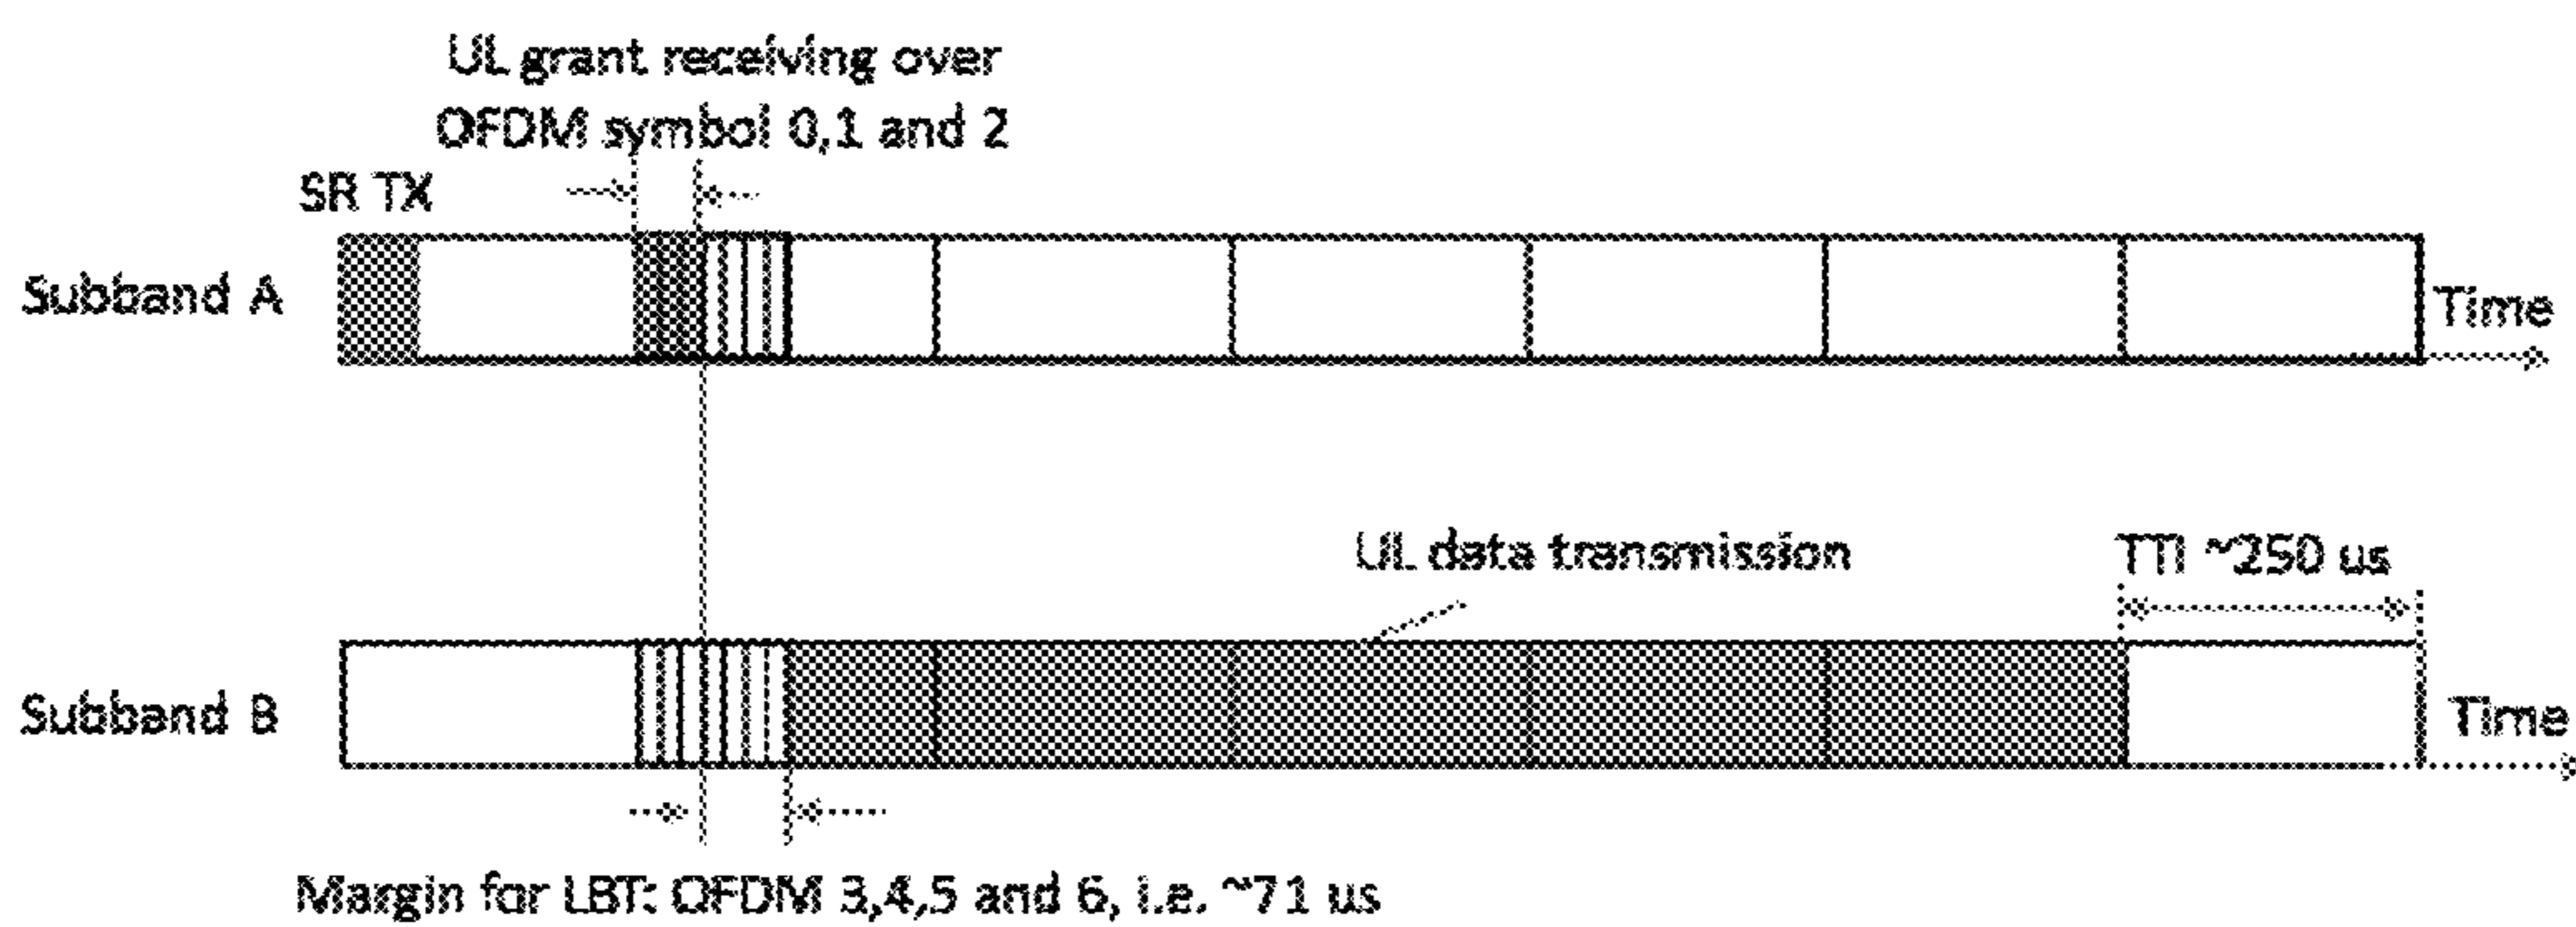 UL grant receiving over
OFDM symbol 0,1 and 2
SR TX
Subband A
Time
UL data transmission
TTI ~250 us
Subband B
Time
Margin for LBT: OFDM 3,4,5 and 6, i.e. ~71 us